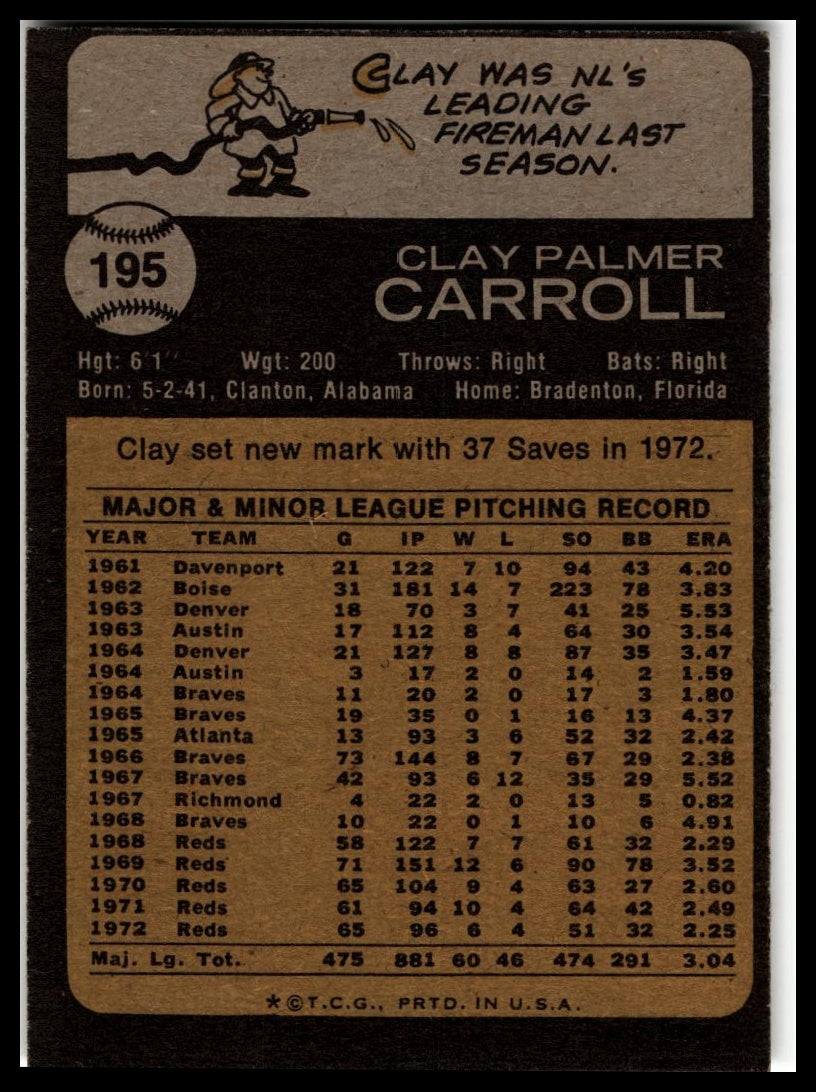 CLAY WAS NL'S
LEADING
FIREMAN LAST
SEASON.
195
CLAY PALMER
CARROLL
Hgt: 6'1" Wgt: 200 Throws: Right Bats: Right
Born: 5-2-41, Clanton, Alabama Home: Bradenton, Florida
Clay set new mark with 37 Saves in 1972.
MAJOR & MINOR LEAGUE PITCHING RECORD
YEAR TEAM G IP W L SO BB ERA
1961 Davenport 21 122 7 10 94 43 4.20
1962 Boise 31 181 14 7 223 78 3.83
1963 Denver 18 70 3 7 41 25 5.53
1963 Austin 17 112 8 4 64 30 3.54
1964 Denver 21 127 8 8 87 35 3.47
1964 Austin 3 17 2 0 14 2 1.59
1964 Braves 11 20 2 0 17 3 1.80
1965 Braves 19 35 0 1 16 13 4.37
1965 Atlanta 13 93 3 6 52 32 2.42
1966 Braves 73 144 8 7 67 29 2.38
1967 Braves 42 93 6 12 35 29 5.52
1967 Richmond 4 22 2 0 13 5 0.82
1968 Braves 10 22 0 1 10 6 4.91
1968 Reds 58 122 7 7 61 32 2.29
1969 Reds 71 151 12 6 90 78 3.52
1970 Reds 65 104 9 4 63 27 2.60
1971 Reds 61 94 10 4 64 42 2.49
1972 Reds 65 96 6 4 51 32 2.25
Maj. Lg. Tot. 475 881 60 46 474 291 3.04
*©T.C.G., PRTD. IN U.S.A.